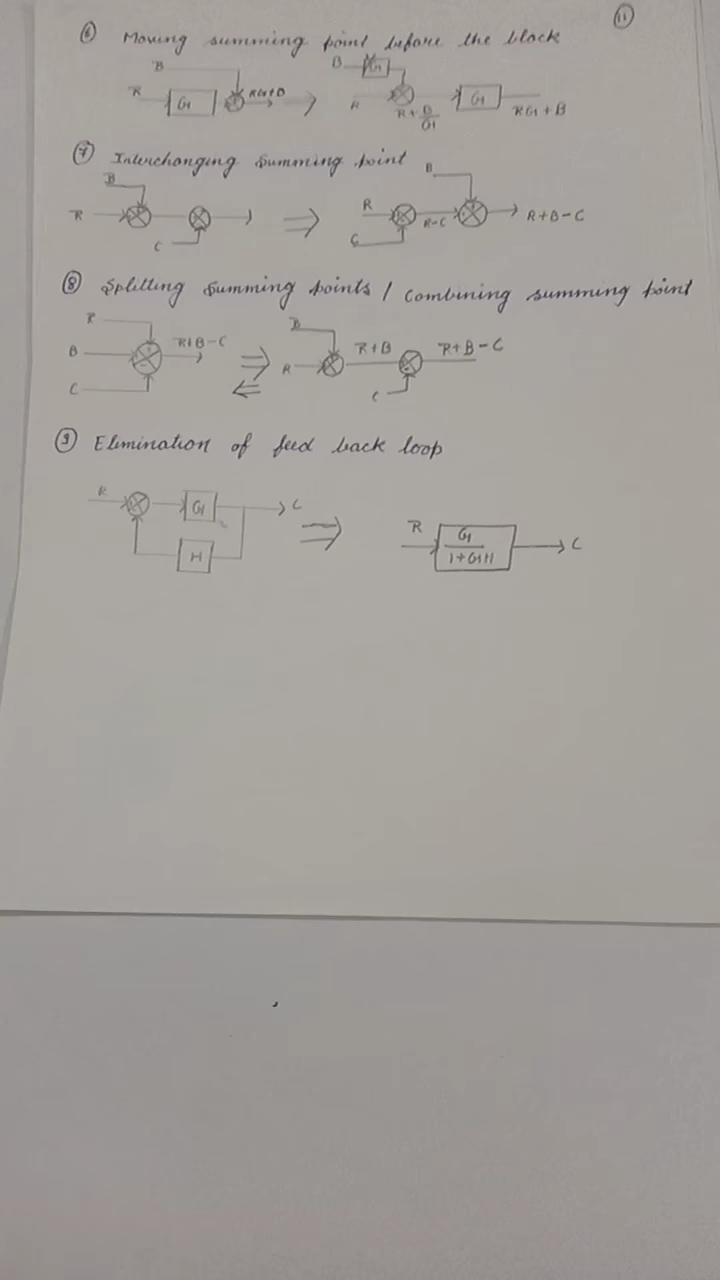 11
6 Moving summing point before the block
B B 1/G1
R G1 RG1+B R R+B/G1 G1 RG1+B
7 Interchanging summing point
B B
R C R R-C R+B-C
C
8 Splitting summing points / combining summing point
R B
B R+B-C R R+B R+B-C
C C
9 Elimination of feed back loop
R G1 C R G1/1+G1H C
H